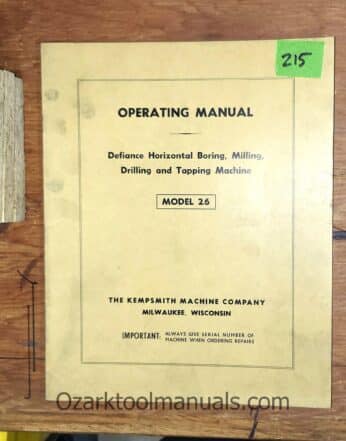 215
OPERATING MANUAL
Defiance Horizontal Boring, Milling,
Drilling and Tapping Machine
MODEL 26
THE KEMPSMITH MACHINE COMPANY
MILWAUKEE, WISCONSIN
IMPORTANT: ALWAYS GIVE SERIAL NUMBER OF
MACHINE WHEN ORDERING REPAIRS
Ozarktoolmanuals.com